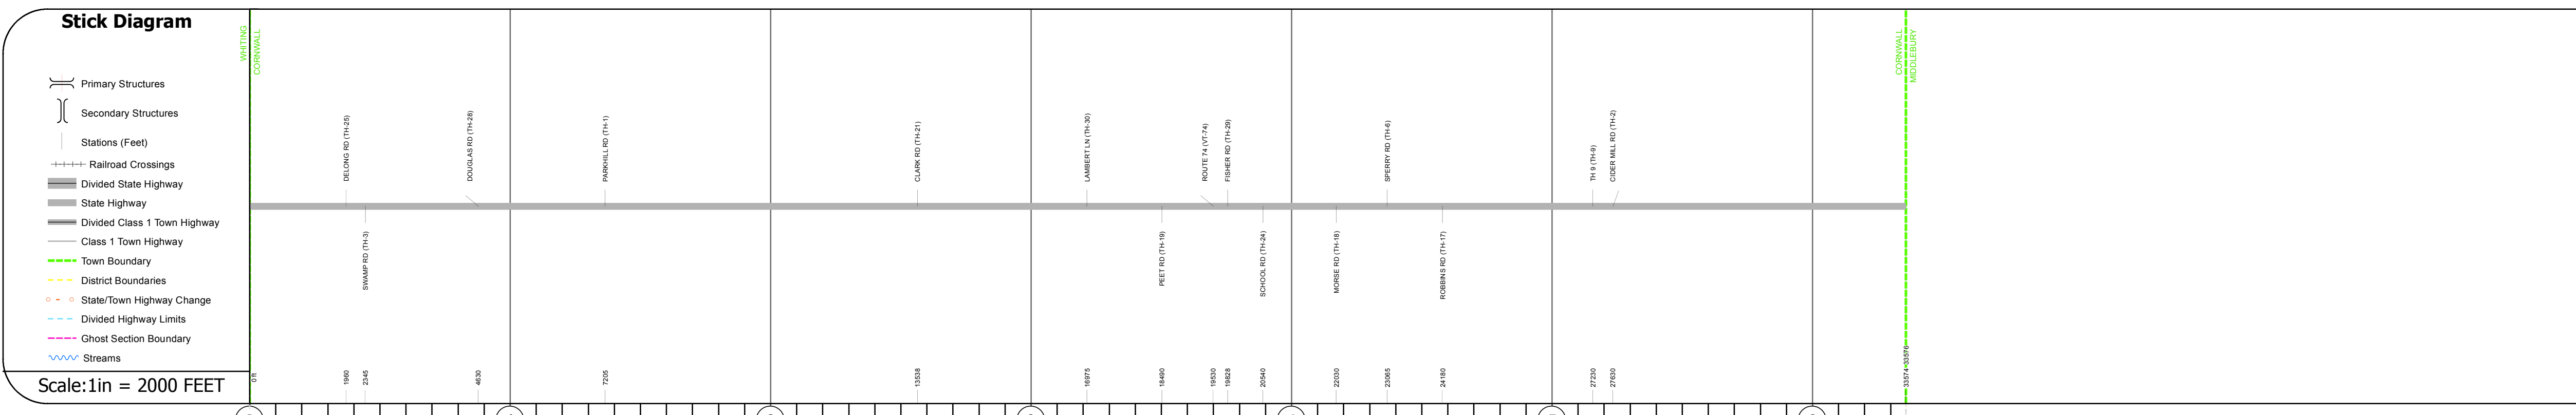 Stick Diagram
Primary Structures
Secondary Structures
Stations (Feet)
Railroad Crossings
Divided State Highway
State Highway
Divided Class 1 Town Highway
Class 1 Town Highway
Town Boundary
District Boundaries
State/Town Highway Change
Divided Highway Limits
Ghost Section Boundary
Streams
Scale:1in = 2000 FEET
WHITING
CORNWALL
DELONG RD (TH-25)
SWAMP RD (TH-3)
DOUGLAS RD (TH-28)
PARKHILL RD (TH-1)
CLARK RD (TH-21)
LAMBERT LN (TH-30)
PEET RD (TH-19)
ROUTE 74 (VT-74)
FISHER RD (TH-29)
SCHOOL RD (TH-24)
MORSE RD (TH-18)
SPERRY RD (TH-6)
ROBBINS RD (TH-17)
TH 9 (TH-9)
CIDER MILL RD (TH-2)
CORNWALL
MIDDLEBURY
0 ft
1960
2345
4630
7205
13538
16975
18490
19530
19828
20540
22030
23065
24180
27230
27630
33574
33576